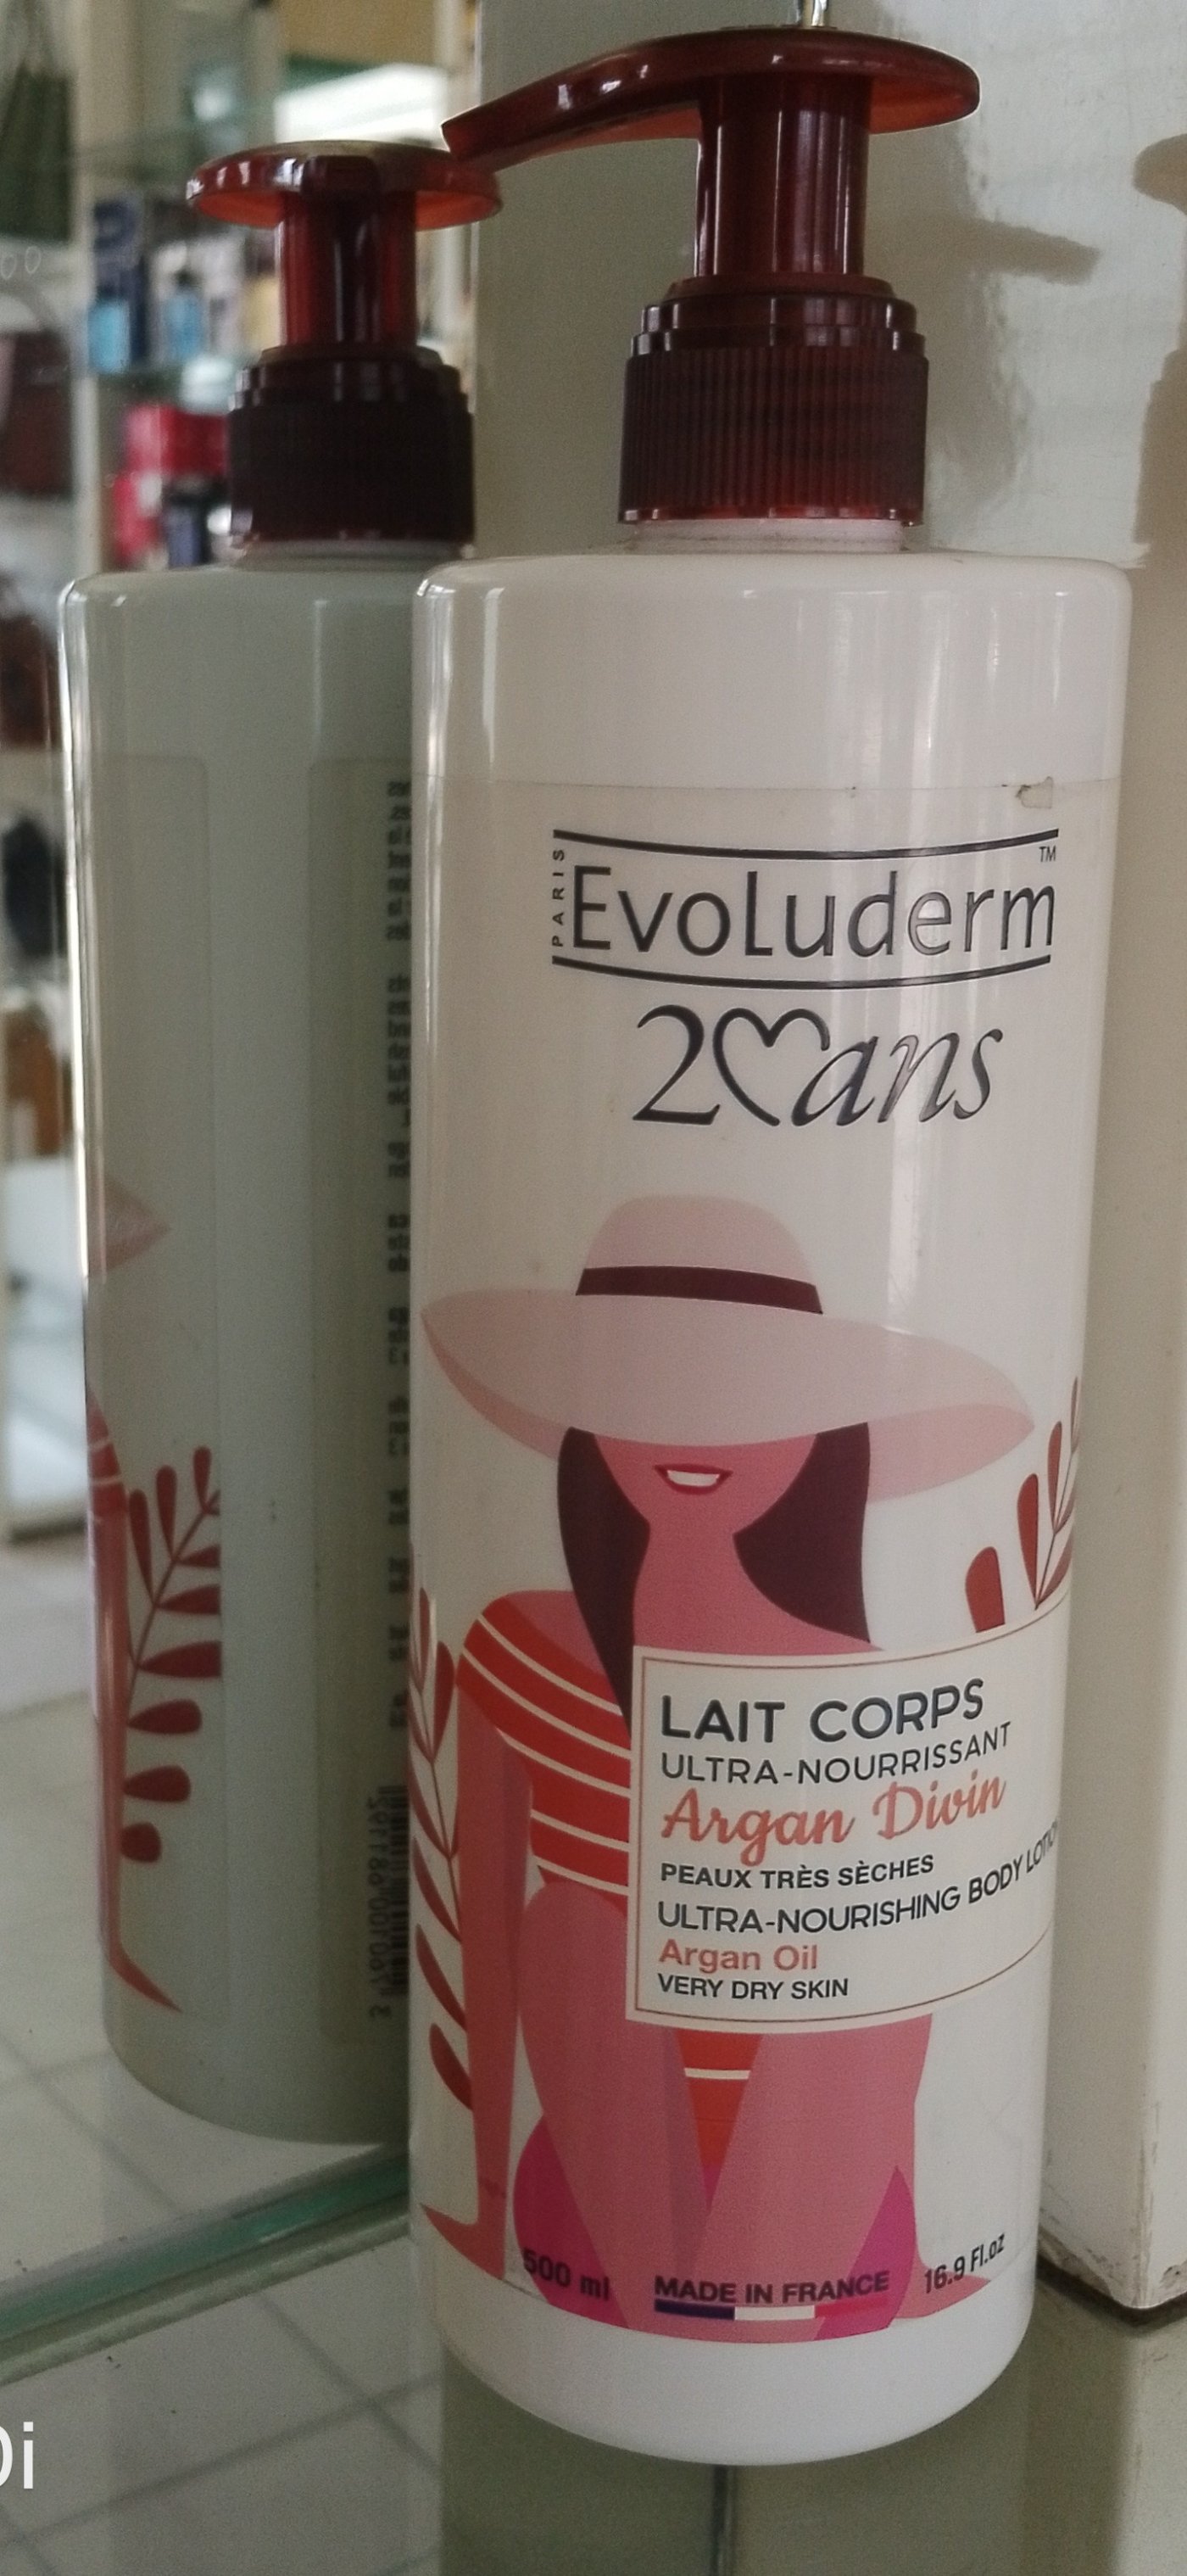 PARIS
Evoluderm
TM
20ans
LAIT CORPS
ULTRA-NOURRISSANT
Argan Divin
PEAUX TRÈS SÈCHES
ULTRA-NOURISHING BODY LOTION
Argan Oil
VERY DRY SKIN
500 ml
MADE IN FRANCE
16.9 Fl.oz